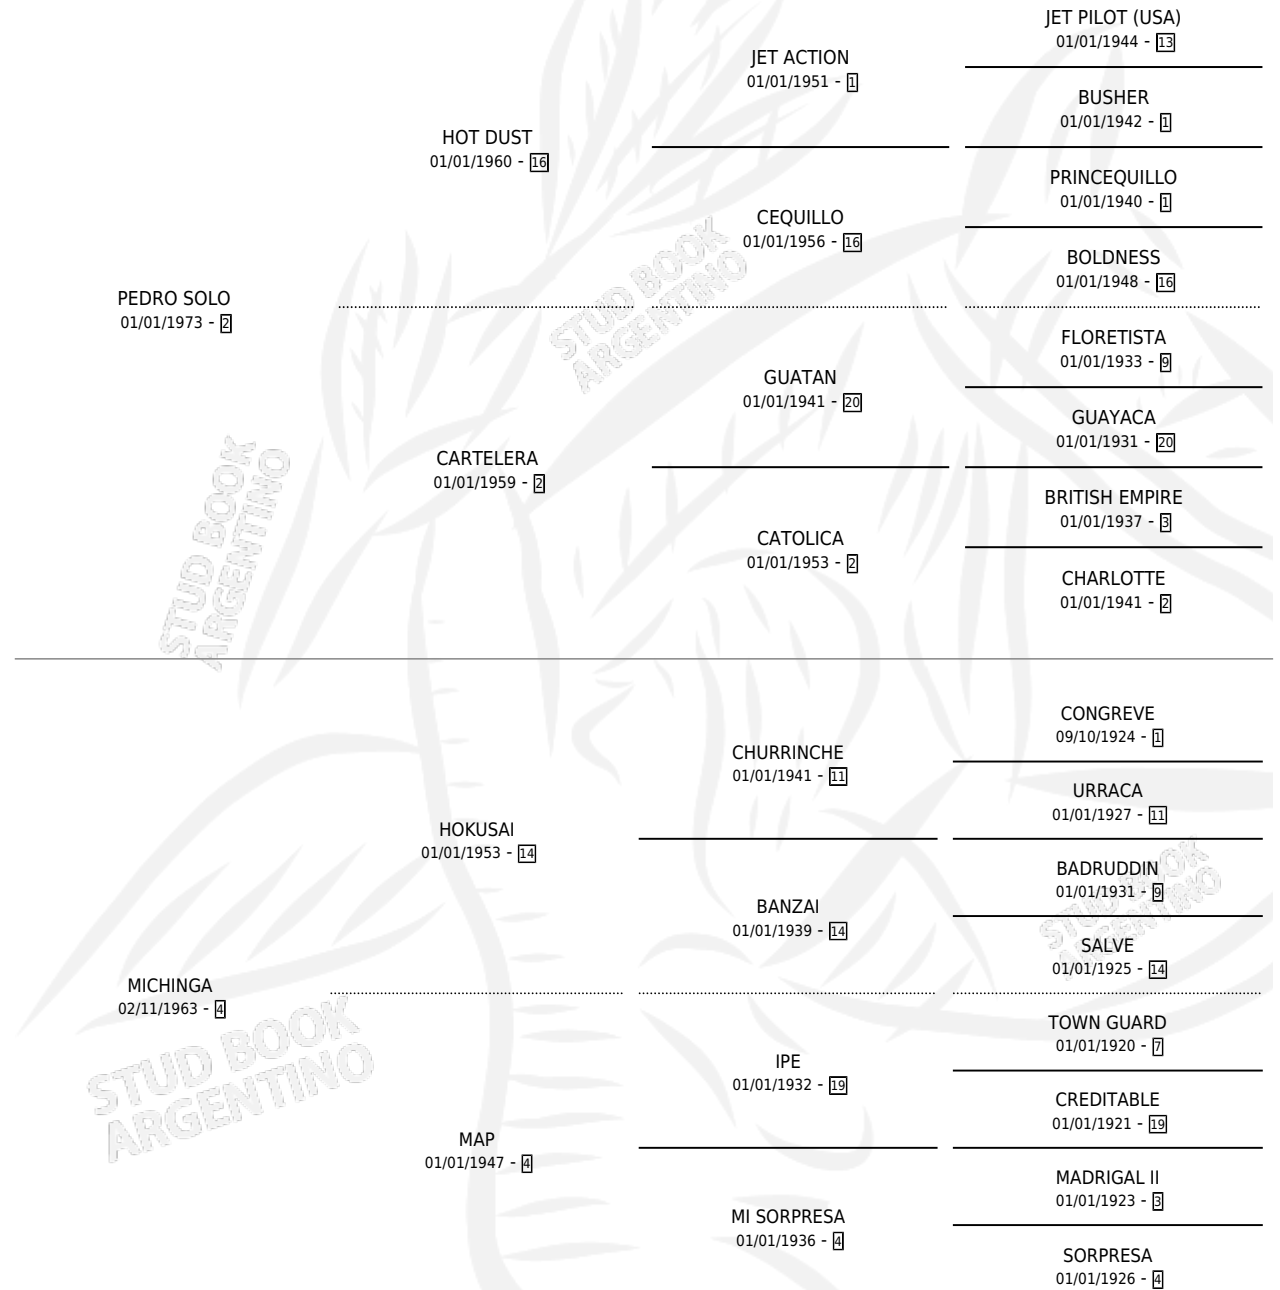 PEDRO SOLO
01/01/1973 - 2
HOT DUST
01/01/1960 - 16
CARTELERA
01/01/1959 - 2
JET ACTION
01/01/1951 - 1
CEQUILLO
01/01/1956 - 16
GUATAN
01/01/1941 - 20
CATOLICA
01/01/1953 - 2
JET PILOT (USA)
01/01/1944 - 13
BUSHER
01/01/1942 - 1
PRINCEQUILLO
01/01/1940 - 1
BOLDNESS
01/01/1948 - 16
FLORETISTA
01/01/1933 - 9
GUAYACA
01/01/1931 - 20
BRITISH EMPIRE
01/01/1937 - 3
CHARLOTTE
01/01/1941 - 2
MICHINGA
02/11/1963 - 4
HOKUSAI
01/01/1953 - 14
MAP
01/01/1947 - 4
CHURRINCHE
01/01/1941 - 11
BANZAI
01/01/1939 - 14
IPE
01/01/1932 - 19
MI SORPRESA
01/01/1936 - 4
CONGREVE
09/10/1924 - 1
URRACA
01/01/1927 - 11
BADRUDDIN
01/01/1931 - 9
SALVE
01/01/1925 - 14
TOWN GUARD
01/01/1920 - 7
CREDITABLE
01/01/1921 - 19
MADRIGAL II
01/01/1923 - 3
SORPRESA
01/01/1926 - 4
STUD BOOK
ARGENTINO
STUD BOOK
ARGENTINO
STUD BOOK
ARGENTINO
STUD BOOK
ARGENTINO